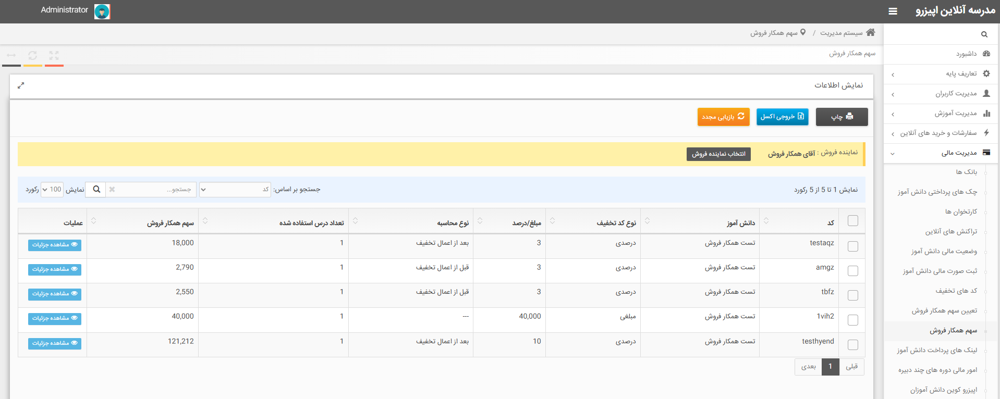 مدرسه آنلاین اپیزرو
Administrator
سیستم مدیریت / سهم همکار فروش
سهم همکار فروش
داشبورد
تعاریف پایه
مدیریت کاربران
مدیریت آموزش
سفارشات و خرید های آنلاین
مدیریت مالی
بانک ها
چک های پرداختی دانش آموز
کارتخوان ها
تراکنش های آنلاین
وضعیت مالی دانش آموز
ثبت صورت مالی دانش آموز
کد های تخفیف
تعیین سهم همکار فروش
سهم همکار فروش
لینک های پرداخت دانش آموز
امور مالی دوره های چند دبیره
اپیزرو کوین دانش آموزان
نمایش اطلاعات
چاپ خروجی اکسل بازیابی مجدد
نماینده فروش : آقای همکار فروش انتخاب نماینده فروش
نمایش 1 تا 5 از 5 رکورد جستجو بر اساس: کد جستجو... نمایش 100 رکورد
کد دانش آموز نوع کد تخفیف مبلغ/درصد نوع محاسبه تعداد درس استفاده شده سهم همکار فروش عملیات
testaqz تست همکار فروش درصدی 3 بعد از اعمال تخفیف 1 18,000 مشاهده جزئیات
amgz تست همکار فروش درصدی 3 قبل از اعمال تخفیف 1 2,790 مشاهده جزئیات
tbfz تست همکار فروش درصدی 3 قبل از اعمال تخفیف 1 2,550 مشاهده جزئیات
1vih2 تست همکار فروش مبلغی 40,000 --- 1 40,000 مشاهده جزئیات
testhyend تست همکار فروش درصدی 10 بعد از اعمال تخفیف 1 121,212 مشاهده جزئیات
قبلی 1 بعدی